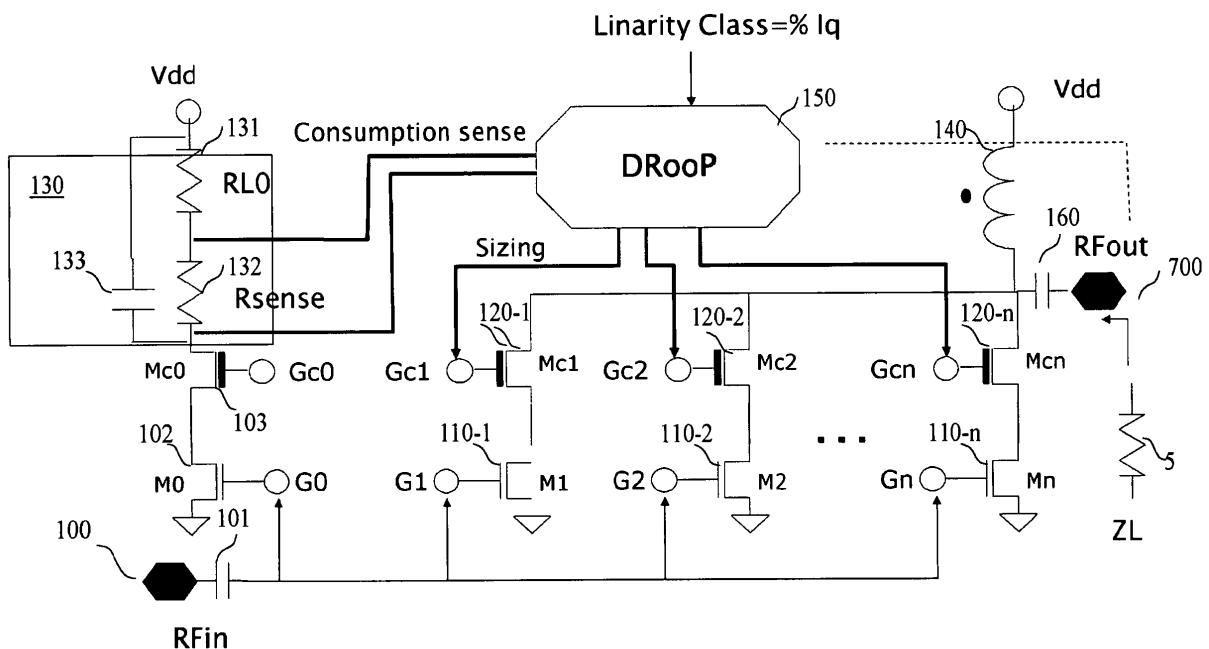 Linarity Class=% Iq
Vdd
131
Consumption sense
150
DRooP
140
Vdd
130
RL0
160
RFout
700
133
132
Rsense
Sizing
120-1
120-2
120-n
Mc0
Gc0
103
Gc1
Mc1
Gc2
Mc2
Gcn
Mcn
102
110-1
110-2
...
110-n
5
M0
G0
G1
M1
G2
M2
Gn
Mn
ZL
100
101
RFin